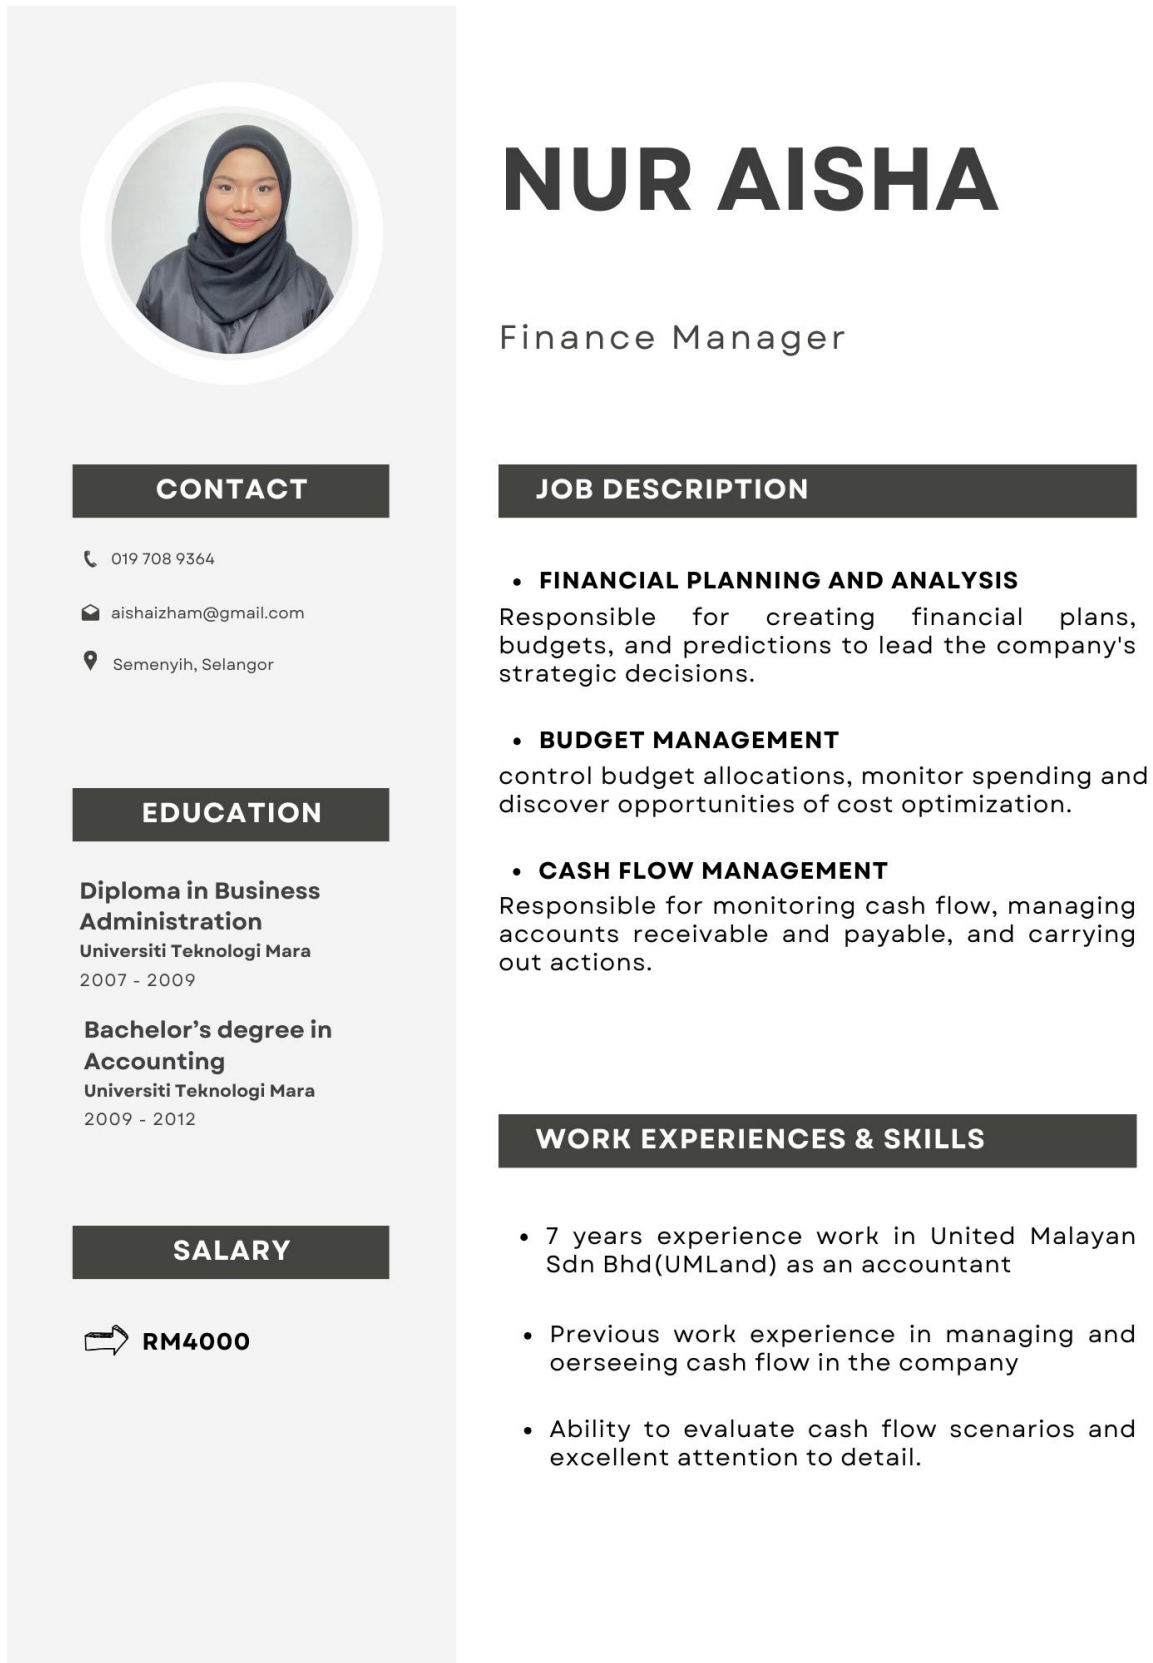 NUR AISHA
Finance Manager
CONTACT
019 708 9364
aishaizham@gmail.com
Semenyih, Selangor
EDUCATION
Diploma in Business
Administration
Universiti Teknologi Mara
2007 - 2009
Bachelor’s degree in
Accounting
Universiti Teknologi Mara
2009 - 2012
SALARY
RM4000
JOB DESCRIPTION
• FINANCIAL PLANNING AND ANALYSIS
Responsible for creating financial plans,
budgets, and predictions to lead the company's
strategic decisions.
• BUDGET MANAGEMENT
control budget allocations, monitor spending and
discover opportunities of cost optimization.
• CASH FLOW MANAGEMENT
Responsible for monitoring cash flow, managing
accounts receivable and payable, and carrying
out actions.
WORK EXPERIENCES & SKILLS
• 7 years experience work in United Malayan
Sdn Bhd(UMLand) as an accountant
• Previous work experience in managing and
oerseeing cash flow in the company
• Ability to evaluate cash flow scenarios and
excellent attention to detail.